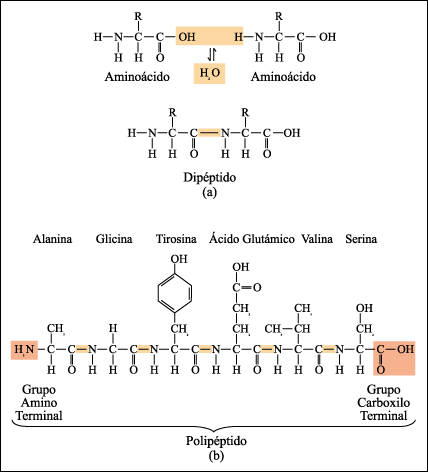 R R
H—N—C—C—OH H—N—C—C—OH
H H O H H O
Aminoácido H₂O Aminoácido
R R
H—N—C—C—N—C—C—OH
H H O H H O
Dipéptido
(a)
Alanina Glicina Tirosina Ácido Glutámico Valina Serina
OH
OH
C=O
CH₂ CH₃ OH
CH₃ H CH₂ CH₂ CH₃—CH CH₂
H₂N—C—C—N—C—C—N—C—C—N—C—C—N—C—C—N—C—C—OH
H O H H O H H O H H O H H O H H O
Grupo Amino Terminal
Grupo Carboxilo Terminal
Polipéptido
(b)